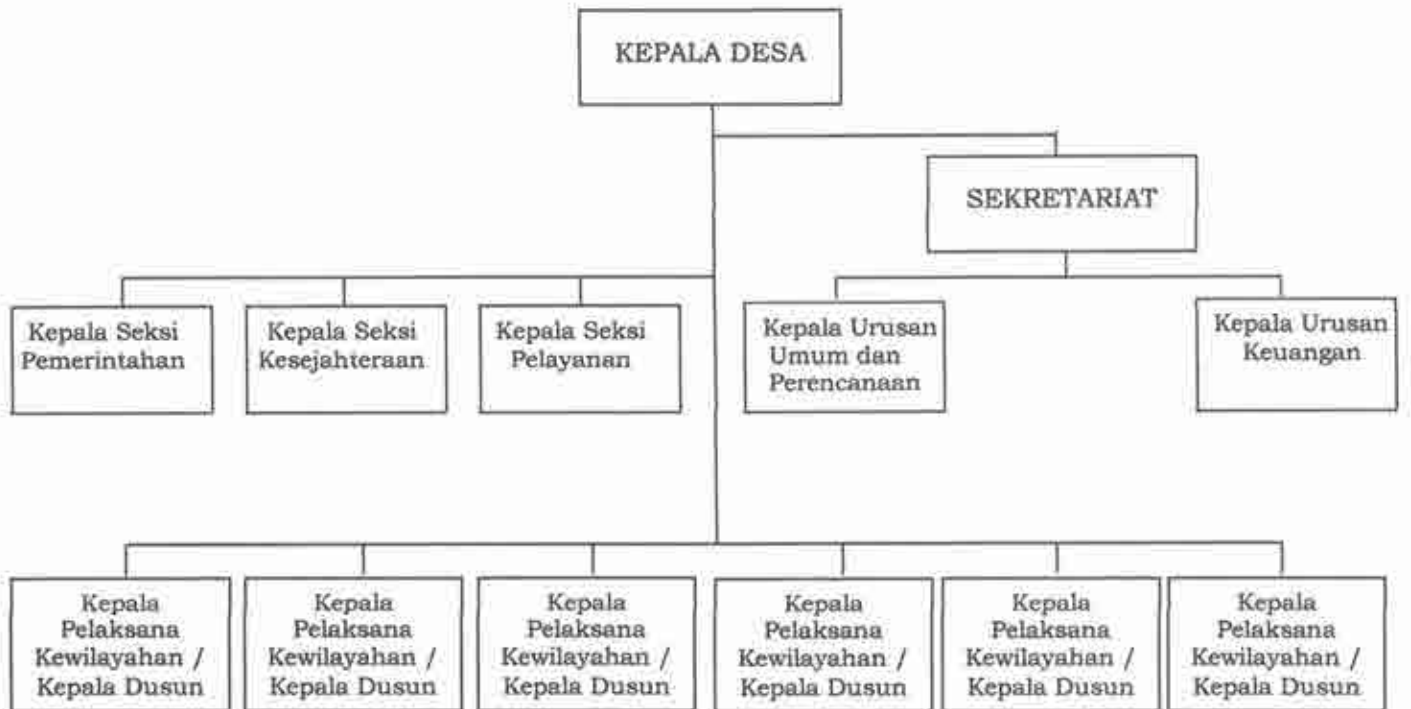 KEPALA DESA
SEKRETARIAT
Kepala Seksi
Pemerintahan
Kepala Seksi
Kesejahteraan
Kepala Seksi
Pelayanan
Kepala Urusan
Umum dan
Perencanaan
Kepala Urusan
Keuangan
Kepala
Pelaksana
Kewilayahan /
Kepala Dusun
Kepala
Pelaksana
Kewilayahan /
Kepala Dusun
Kepala
Pelaksana
Kewilayahan /
Kepala Dusun
Kepala
Pelaksana
Kewilayahan /
Kepala Dusun
Kepala
Pelaksana
Kewilayahan /
Kepala Dusun
Kepala
Pelaksana
Kewilayahan /
Kepala Dusun